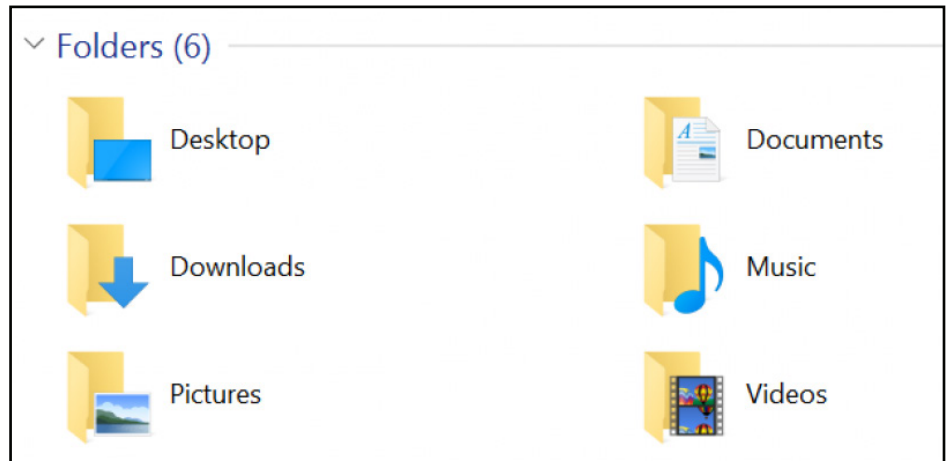 Folders (6)
Desktop
Documents
Downloads
Music
Pictures
Videos